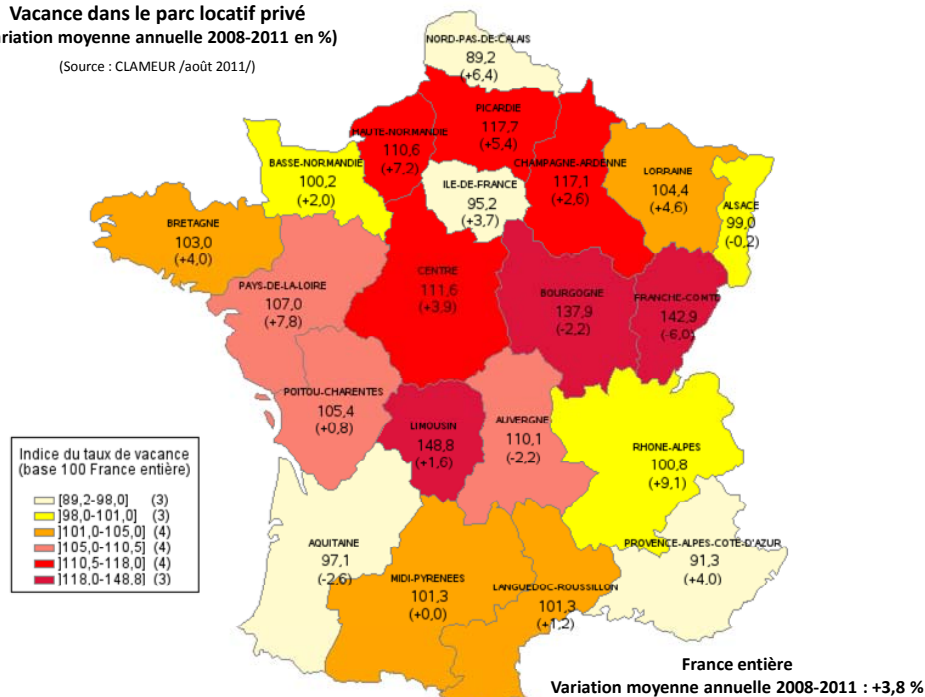 Vacance dans le parc locatif privé
ariation moyenne annuelle 2008-2011 en %)
(Source : CLAMEUR /août 2011/)
NORD-PAS-DE-CALAIS
89,2
(+6,4)
PICARDIE
117,7
(+5,4)
HAUTE-NORMANDIE
110,6
(+7,2)
BASSE-NORMANDIE
100,2
(+2,0)
ILE-DE-FRANCE
95,2
(+3,7)
CHAMPAGNE-ARDENNE
117,1
(+2,6)
LORRAINE
104,4
(+4,6)
ALSACE
99,0
(-0,2)
BRETAGNE
103,0
(+4,0)
PAYS-DE-LA-LOIRE
107,0
(+7,8)
CENTRE
111,6
(+3,9)
BOURGOGNE
137,9
(-2,2)
FRANCHE-COMTE
142,9
(-6,0)
POITOU-CHARENTES
105,4
(+0,8)
LIMOUSIN
148,8
(+1,6)
AUVERGNE
110,1
(-2,2)
RHONE-ALPES
100,8
(+9,1)
Indice du taux de vacance
(base 100 France entière)
[89,2-98,0] (3)
]98,0-101,0] (3)
]101,0-105,0] (4)
]105,0-110,5] (4)
]110,5-118,0] (4)
]118,0-148,8] (3)
AQUITAINE
97,1
(-2,6)
MIDI-PYRENEES
101,3
(+0,0)
LANGUEDOC-ROUSSILLON
101,3
(+1,2)
PROVENCE-ALPES-COTE-D'AZUR
91,3
(+4,0)
France entière
Variation moyenne annuelle 2008-2011 : +3,8 %